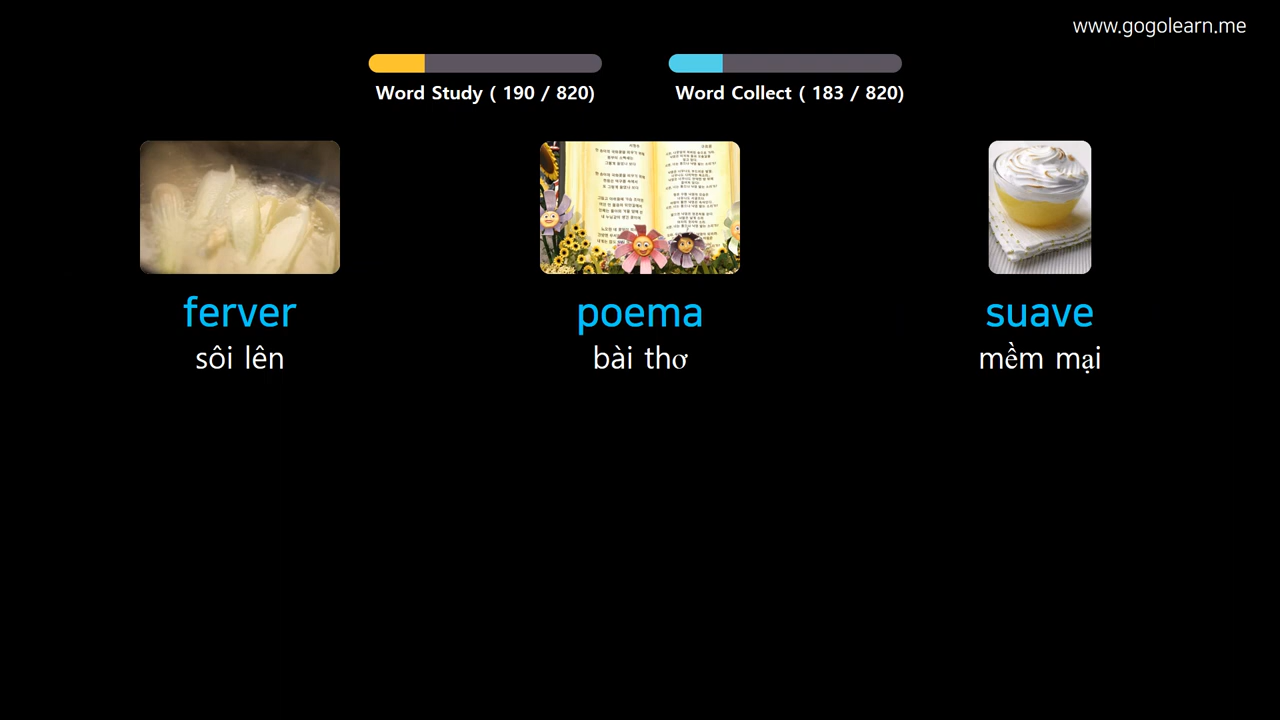 www.gogolearn.me
Word Study ( 190 / 820)
Word Collect ( 183 / 820)
ferver
poema
suave
sôi lên
bài thơ
mềm mại